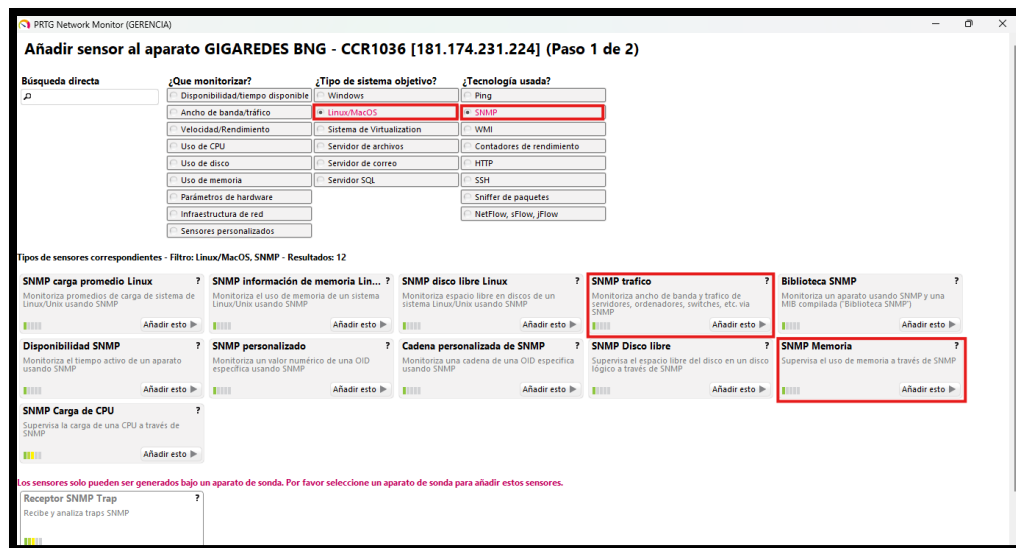 PRTG Network Monitor (GERENCIA)
Añadir sensor al aparato GIGAREDES BNG - CCR1036 [181.174.231.224] (Paso 1 de 2)
Búsqueda directa
¿Que monitorizar?
Disponibilidad/tiempo disponible
Ancho de banda/tráfico
Velocidad/Rendimiento
Uso de CPU
Uso de disco
Uso de memoria
Parámetros de hardware
Infraestructura de red
Sensores personalizados
¿Tipo de sistema objetivo?
Windows
Linux/MacOS
Sistema de Virtualization
Servidor de archivos
Servidor de correo
Servidor SQL
¿Tecnología usada?
Ping
SNMP
WMI
Contadores de rendimiento
HTTP
SSH
Sniffer de paquetes
NetFlow, sFlow, jFlow
Tipos de sensores correspondientes - Filtro: Linux/MacOS, SNMP - Resultados: 12
SNMP carga promedio Linux ?
Monitoriza promedios de carga de sistema de
Linux/Unix usando SNMP
Añadir esto
SNMP información de memoria Lin... ?
Monitoriza el uso de memoria de un sistema
Linux/Unix usando SNMP
Añadir esto
SNMP disco libre Linux ?
Monitoriza espacio libre en discos de un
sistema Linux/Unix usando SNMP
Añadir esto
SNMP trafico ?
Monitoriza ancho de banda y trafico de
servidores, ordenadores, switches, etc. via
SNMP
Añadir esto
Biblioteca SNMP ?
Monitoriza un aparato usando SNMP y una
MIB compilada ("Biblioteca SNMP")
Añadir esto
Disponibilidad SNMP ?
Monitoriza el tiempo activo de un aparato
usando SNMP
Añadir esto
SNMP personalizado ?
Monitoriza un valor numérico de una OID
específica usando SNMP
Añadir esto
Cadena personalizada de SNMP ?
Monitoriza una cadena de una OID especifica
usando SNMP
Añadir esto
SNMP Disco libre ?
Supervisa el espacio libre del disco en un disco
lógico a través de SNMP
Añadir esto
SNMP Memoria ?
Supervisa el uso de memoria a través de SNMP
Añadir esto
SNMP Carga de CPU ?
Supervisa la carga de una CPU a través de
SNMP
Añadir esto
Los sensores solo pueden ser generados bajo un aparato de sonda. Por favor seleccione un aparato de sonda para añadir estos sensores.
Receptor SNMP Trap ?
Recibe y analiza traps SNMP